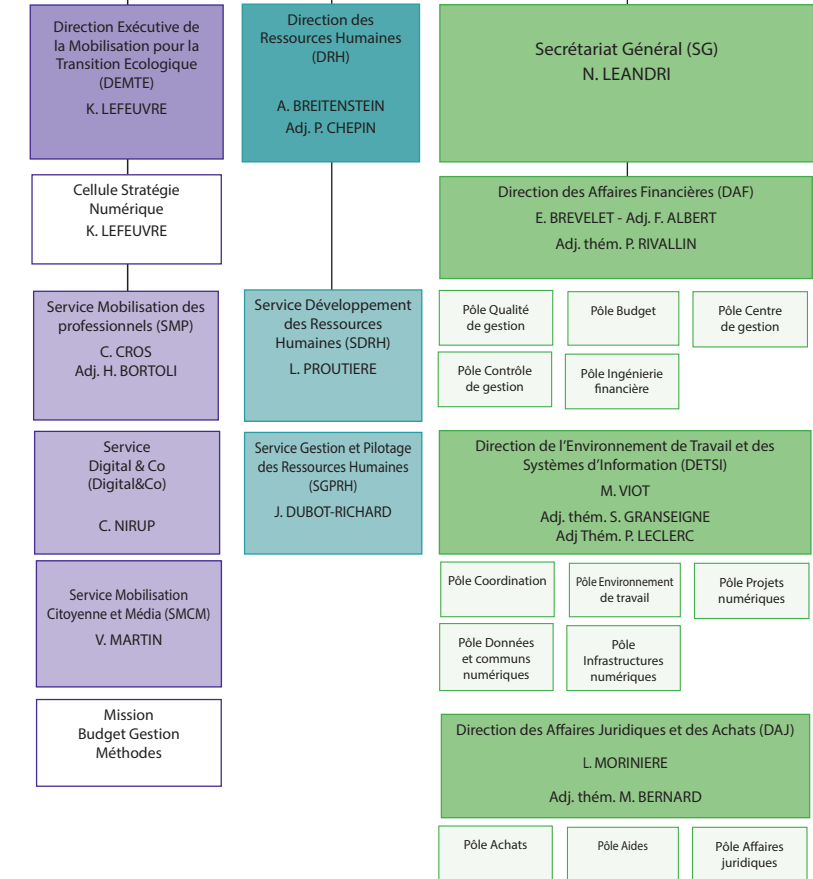 Direction Exécutive de
la Mobilisation pour la
Transition Ecologique
(DEMTE)
K. LEFEUVRE
Cellule Stratégie
Numérique
K. LEFEUVRE
Service Mobilisation des
professionnels (SMP)
C. CROS
Adj. H. BORTOLI
Service
Digital & Co
(Digital&Co)
C. NIRUP
Service Mobilisation
Citoyenne et Média (SMCM)
V. MARTIN
Mission
Budget Gestion
Méthodes
Direction des
Ressources Humaines
(DRH)
A. BREITENSTEIN
Adj. P. CHEPIN
Service Développement
des Ressources
Humaines (SDRH)
L. PROUTIERE
Service Gestion et Pilotage
des Ressources Humaines
(SGPRH)
J. DUBOT-RICHARD
Secrétariat Général (SG)
N. LEANDRI
Direction des Affaires Financières (DAF)
E. BREVELET - Adj. F. ALBERT
Adj. thém. P. RIVALLIN
Pôle Qualité
de gestion
Pôle Budget
Pôle Centre
de gestion
Pôle Contrôle
de gestion
Pôle Ingénierie
financière
Direction de l'Environnement de Travail et des
Systèmes d'Information (DETSI)
M. VIOT
Adj. thém. S. GRANSEIGNE
Adj Thém. P. LECLERC
Pôle Coordination
Pôle Environnement
de travail
Pôle Projets
numériques
Pôle Données
et communs
numériques
Pôle
Infrastructures
numériques
Direction des Affaires Juridiques et des Achats (DAJ)
L. MORINIERE
Adj. thém. M. BERNARD
Pôle Achats
Pôle Aides
Pôle Affaires
juridiques